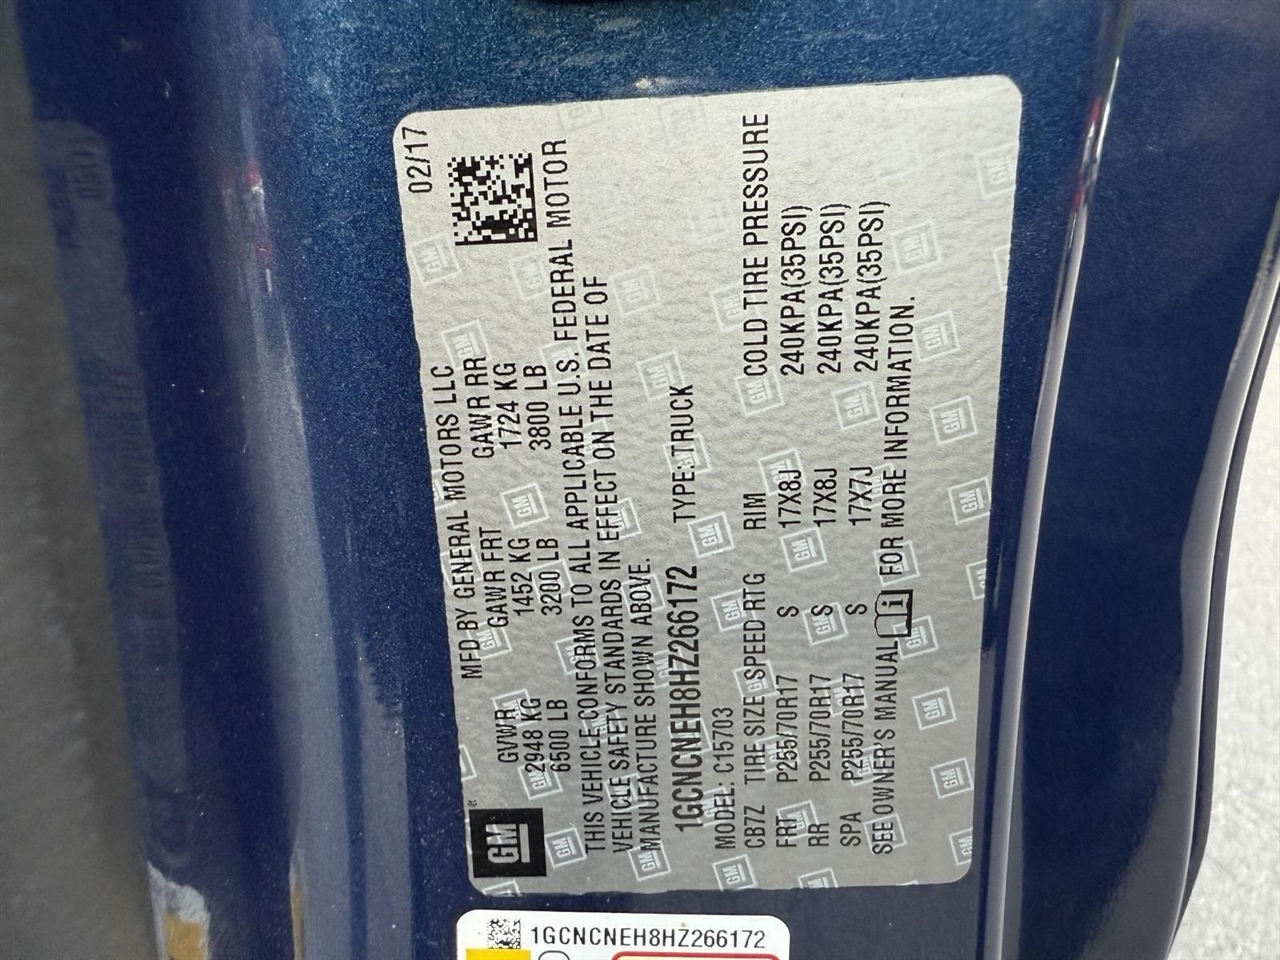 MFD BY GENERAL MOTORS LLC 02/17
GVWR GAWR FRT GAWR RR
2948 KG 1452 KG 1724 KG
6500 LB 3200 LB 3800 LB
GM
THIS VEHICLE CONFORMS TO ALL APPLICABLE U.S. FEDERAL MOTOR
VEHICLE SAFETY STANDARDS IN EFFECT ON THE DATE OF
MANUFACTURE SHOWN ABOVE.
1GCNCNEH8HZ266172 TYPE:TRUCK
MODEL: C15703
CB7Z TIRE SIZE SPEED RTG RIM COLD TIRE PRESSURE
FRT P255/70R17 S 17X8J 240KPA(35PSI)
RR P255/70R17 S 17X8J 240KPA(35PSI)
SPA P255/70R17 S 17X7J 240KPA(35PSI)
SEE OWNER'S MANUAL i FOR MORE INFORMATION.
1GCNCNEH8HZ266172